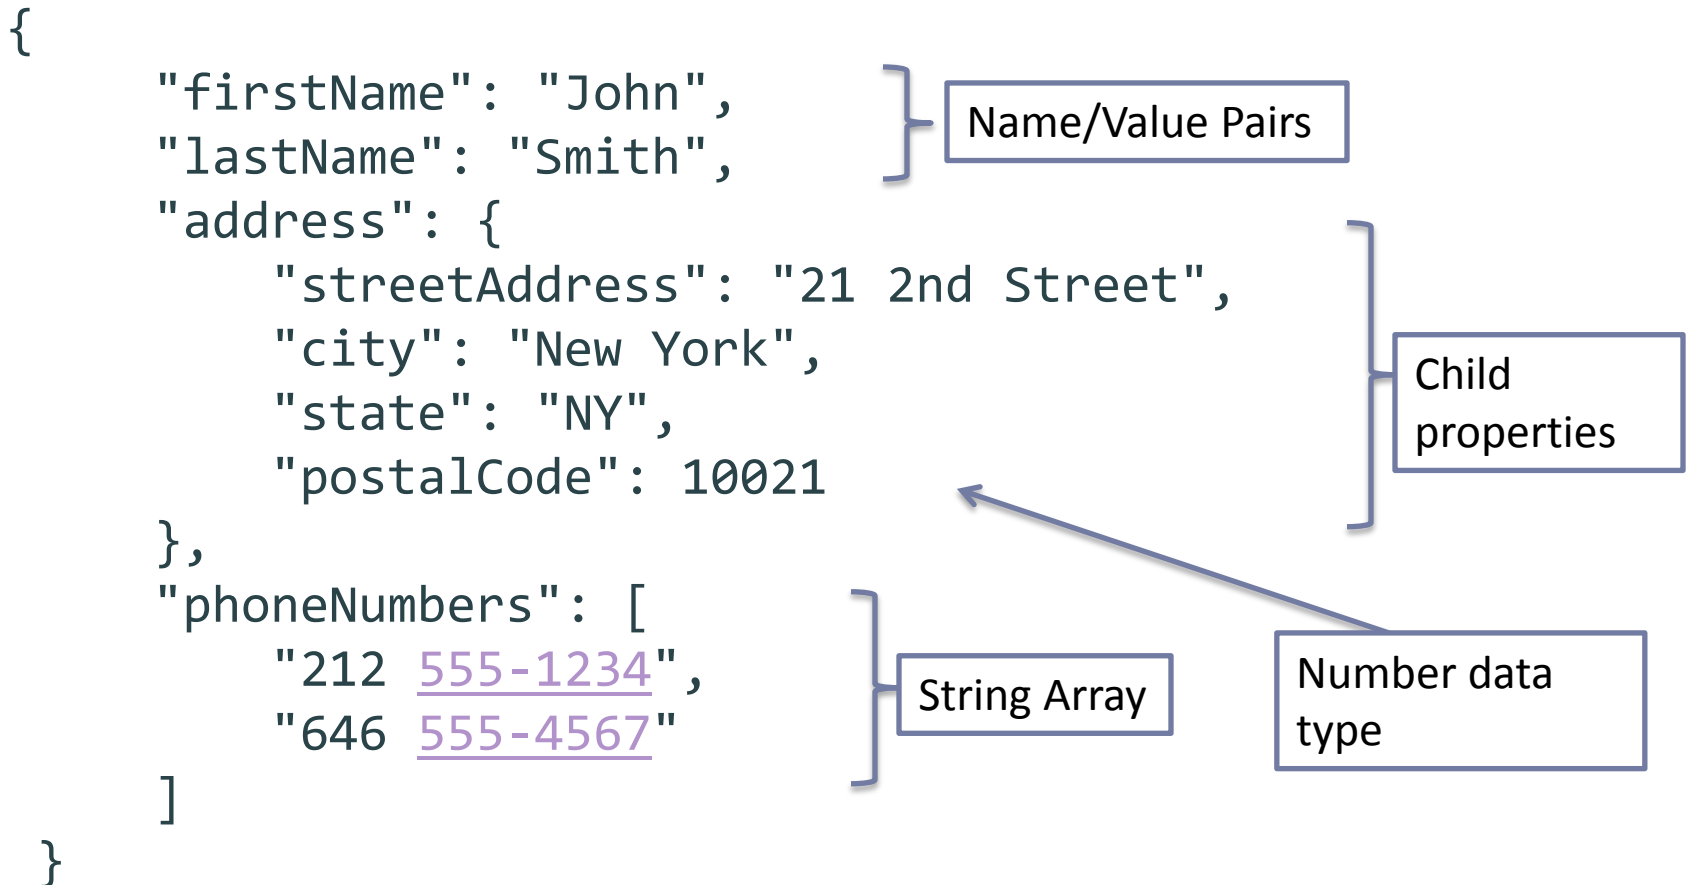 {
"firstName": "John",
"lastName": "Smith",
Name/Value Pairs
"address": {
"streetAddress": "21 2nd Street",
"city": "New York",
"state": "NY",
"postalCode": 10021
},
Child
properties
"phoneNumbers": [
"212 555-1234",
"646 555-4567"
]
}
String Array
Number data
type